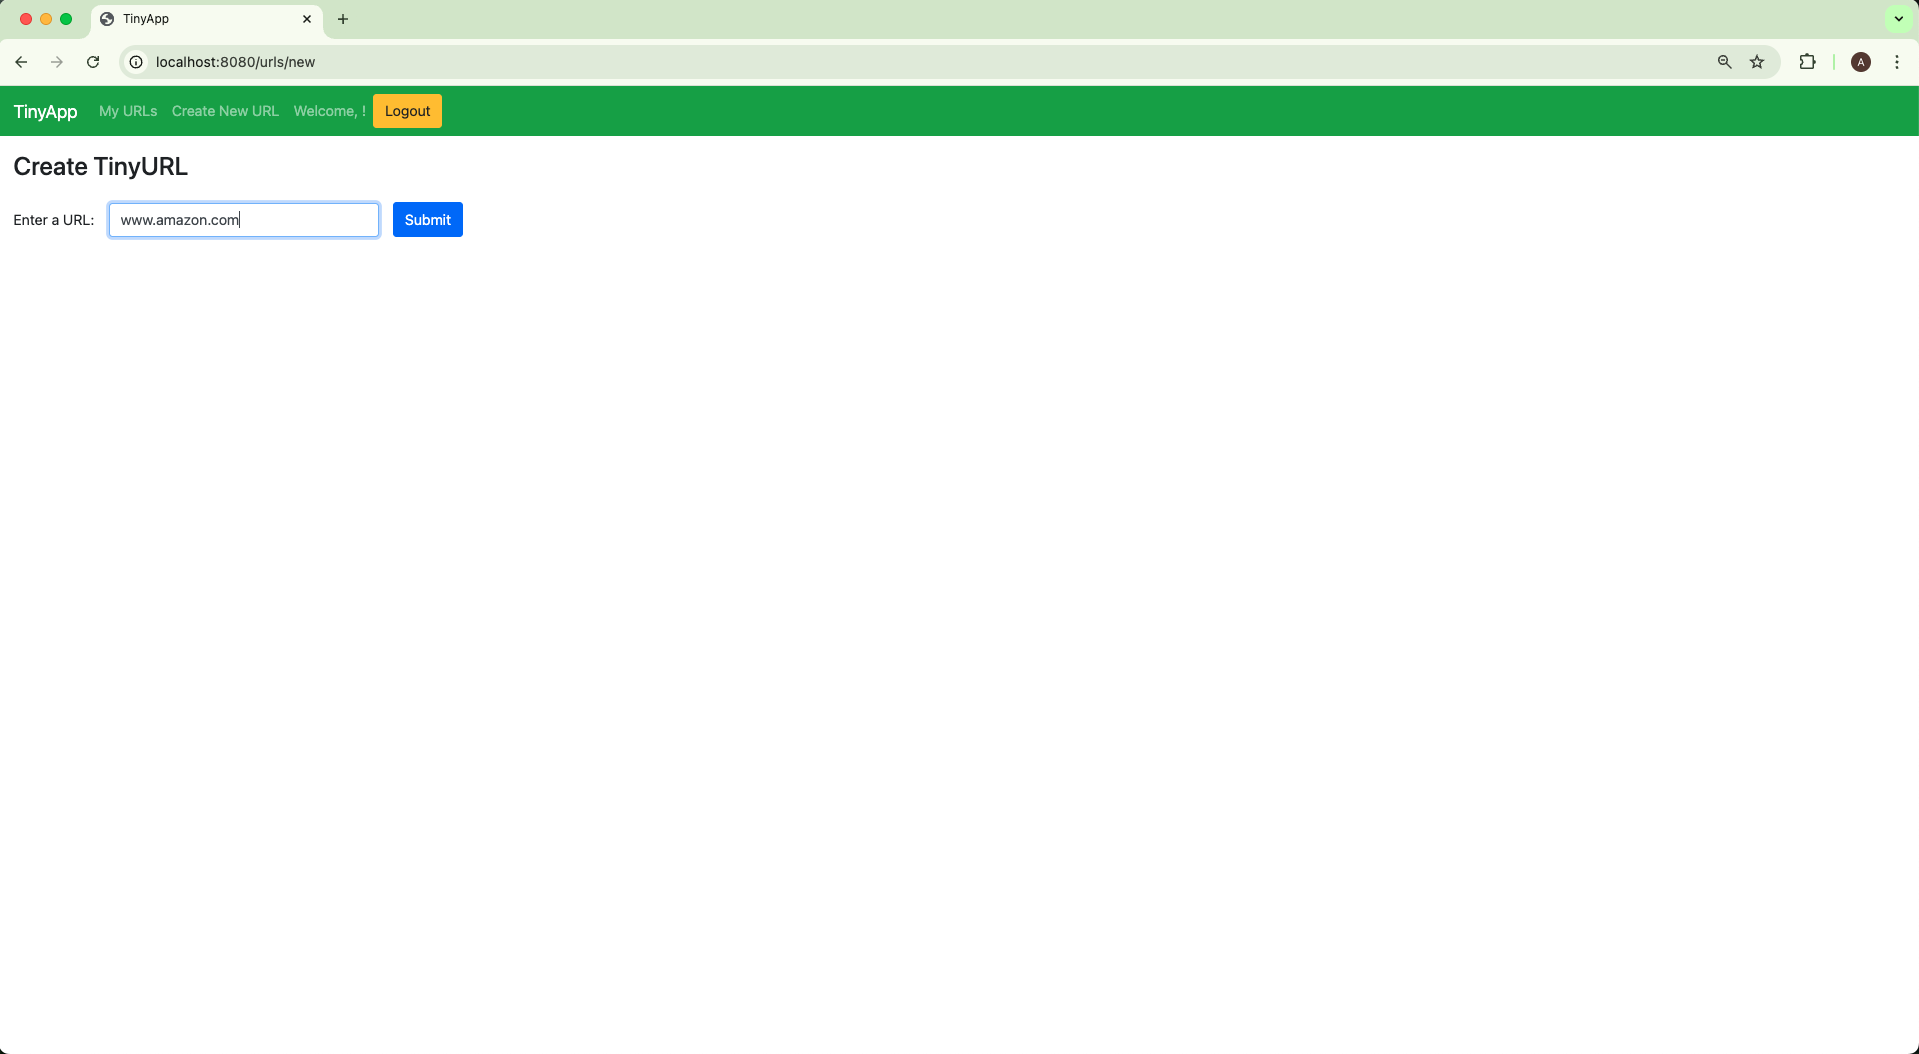 TinyApp
localhost:8080/urls/new
A
TinyApp My URLs Create New URL Welcome, ! Logout
Create TinyURL
Enter a URL: www.amazon.com Submit